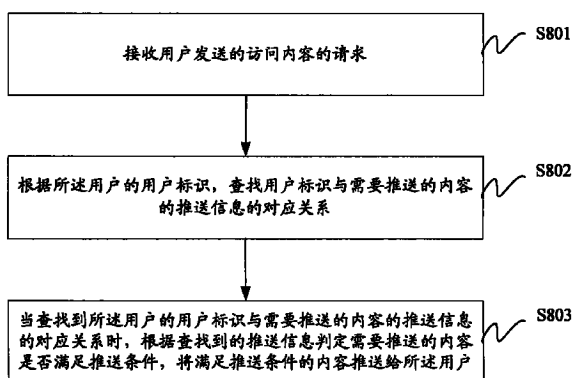 接收用户发送的访问内容的请求
S801
根据所述用户的用户标识，查找用户标识与需要推送的内容
的推送信息的对应关系
S802
当查找到所述用户的用户标识与需要推送的内容的推送信息
的对应关系时，根据查找到的推送信息判定需要推送的内容
是否满足推送条件，将满足推送条件的内容推送给所述用户
S803